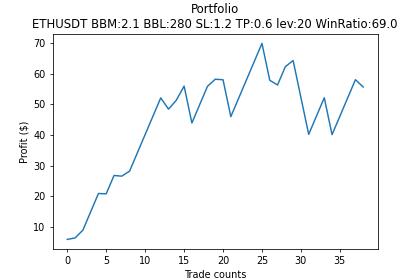 Portfolio
ETHUSDT BBM:2.1 BBL:280 SL:1.2 TP:0.6 lev:20 WinRatio:69.0
70
60
50
40
30
20
10
Profit ($)
0 5 10 15 20 25 30 35
Trade counts